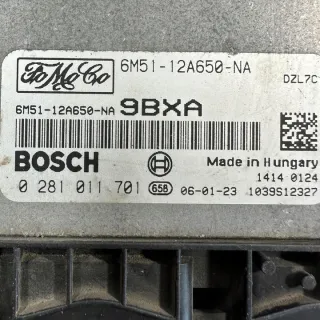 FoMoCo 6M51-12A650-NA DZL7C
6M51-12A650-NA 9BXA
BOSCH Made in Hungary
1414 0124
0 281 011 701 658 06-01-23 1039S12327